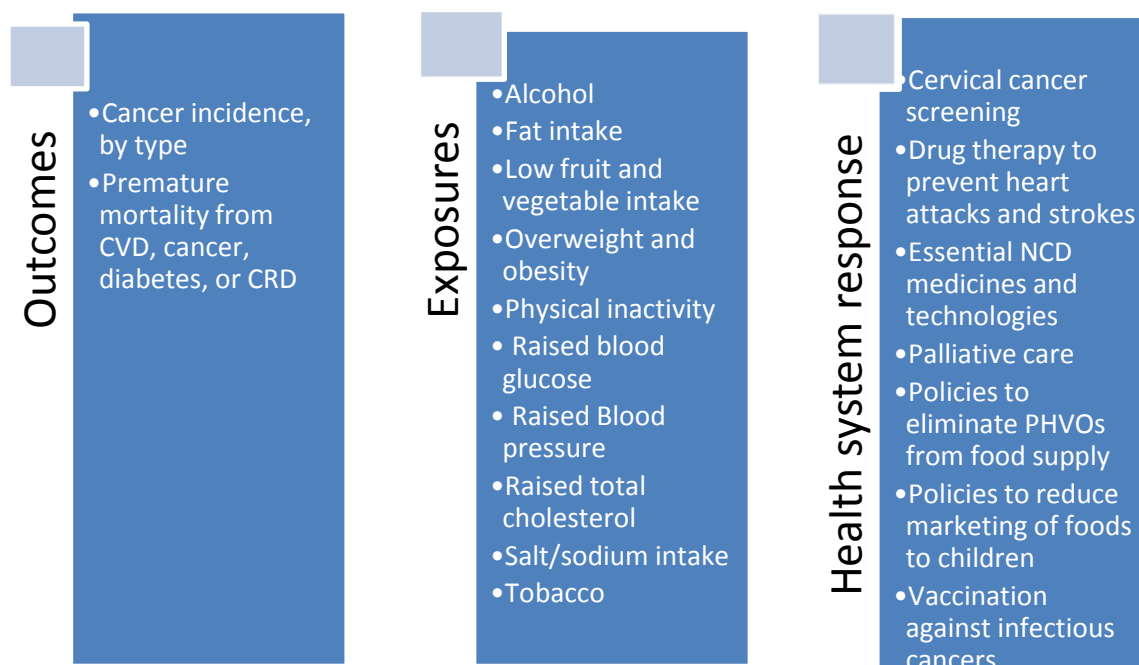 Outcomes
•Cancer incidence,
by type
•Premature
mortality from
CVD, cancer,
diabetes, or CRD
Exposures
•Alcohol
•Fat intake
•Low fruit and
vegetable intake
•Overweight and
obesity
•Physical inactivity
• Raised blood
glucose
• Raised Blood
pressure
•Raised total
cholesterol
•Salt/sodium intake
•Tobacco
Health system response
•Cervical cancer
screening
•Drug therapy to
prevent heart
attacks and strokes
•Essential NCD
medicines and
technologies
•Palliative care
•Policies to
eliminate PHVOs
from food supply
•Policies to reduce
marketing of foods
to children
•Vaccination
against infectious
cancers